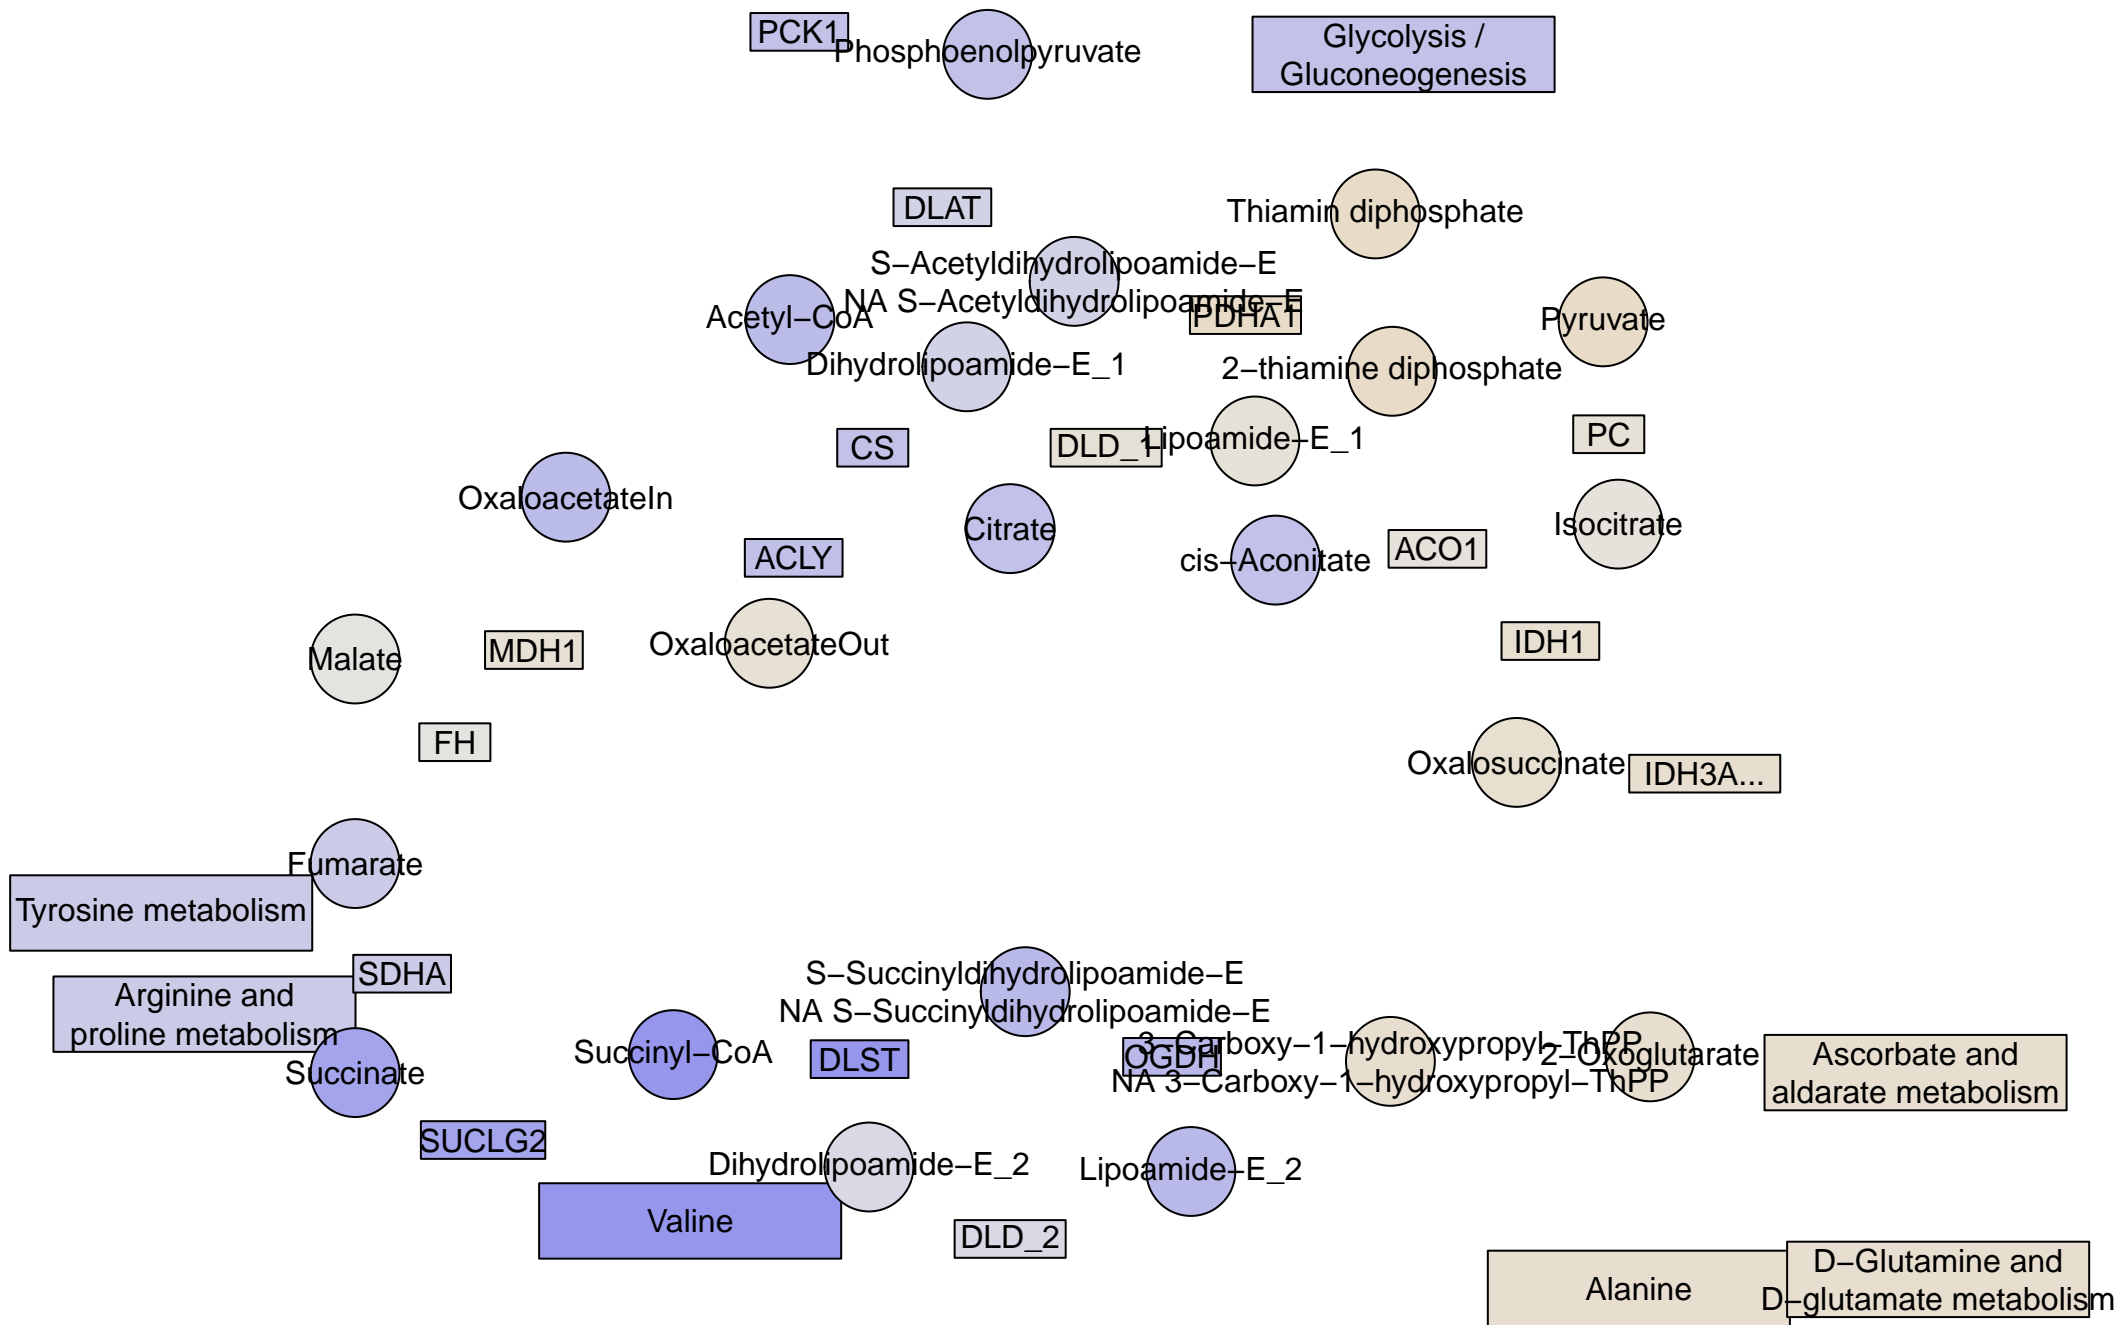 PCK1
Phosphoenolpyruvate
Glycolysis /
Gluconeogenesis
DLAT
Thiamin diphosphate
S−Acetyldihydrolipoamide−E
NA S−Acetyldihydrolipoamide−E
Acetyl−CoA
PDHA1
Pyruvate
Dihydrolipoamide−E_1
2−thiamine diphosphate
CS
DLD_1
Lipoamide−E_1
PC
OxaloacetateIn
Citrate
Isocitrate
ACLY
cis−Aconitate
ACO1
Malate
MDH1
OxaloacetateOut
IDH1
FH
Oxalosuccinate
IDH3A...
Fumarate
Tyrosine metabolism
SDHA
Arginine and
proline metabolism
S−Succinyldihydrolipoamide−E
NA S−Succinyldihydrolipoamide−E
Succinate
Succinyl−CoA
DLST
OGDH
3−Carboxy−1−hydroxypropyl−ThPP
NA 3−Carboxy−1−hydroxypropyl−ThPP
2−Oxoglutarate
Ascorbate and
aldarate metabolism
SUCLG2
Dihydrolipoamide−E_2
Lipoamide−E_2
Valine
DLD_2
Alanine
D−Glutamine and
D−glutamate metabolism